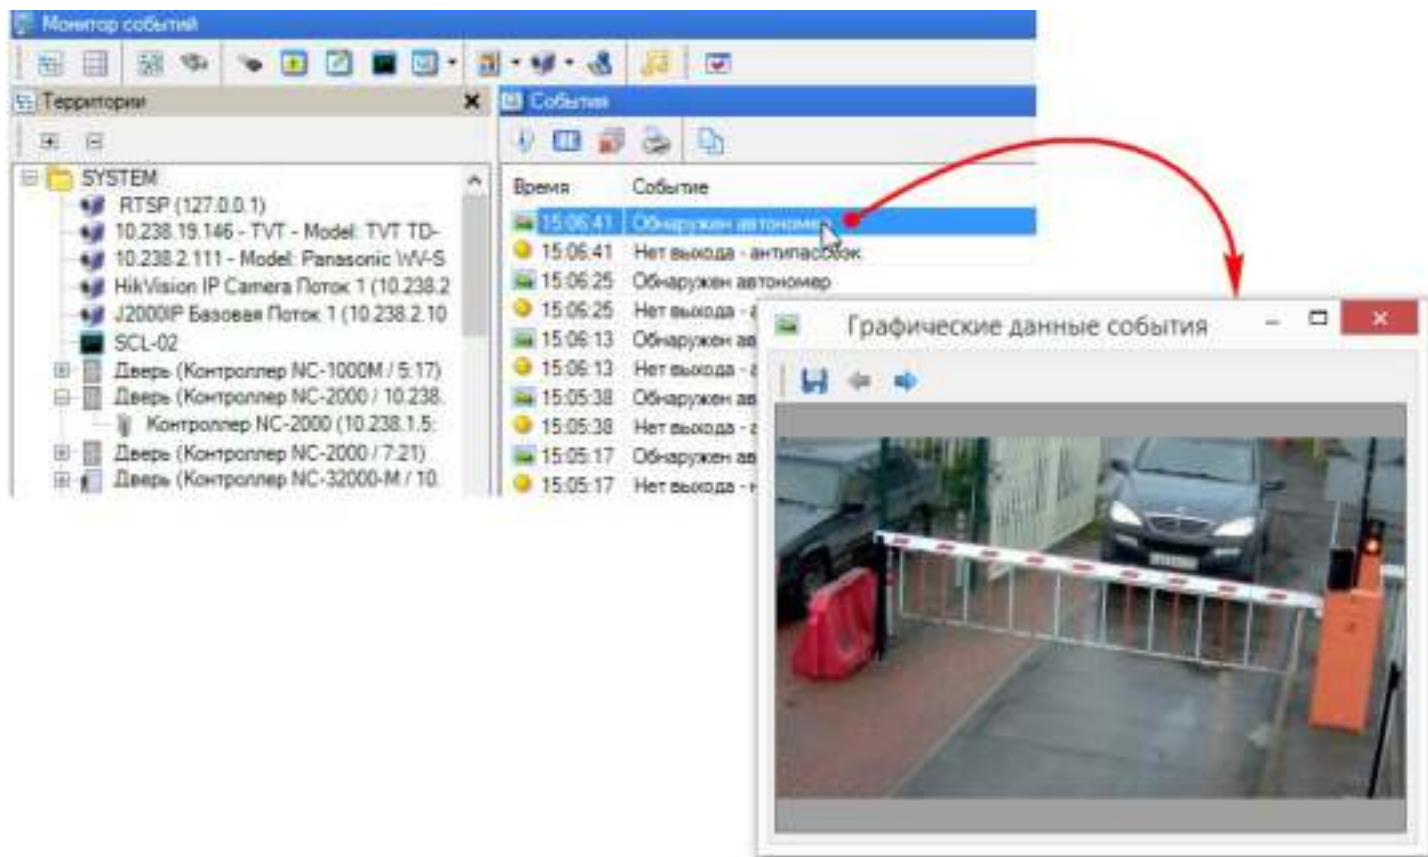 Монитор событий
Территории
События
SYSTEM
RTSP (127.0.0.1)
10.238.19.146 - TVT - Model: TVT TD-
10.238.2.111 - Model: Panasonic WV-S
HikVision IP Camera Поток 1 (10.238.2
J2000IP Базовая Поток 1 (10.238.2.10
SCL-02
Дверь (Контроллер NC-1000M / 5:17)
Дверь (Контроллер NC-2000 / 10.238.
Контроллер NC-2000 (10.238.1.5:
Дверь (Контроллер NC-2000 / 7:21)
Дверь (Контроллер NC-32000-M / 10.
Время Событие
15:06:41 Обнаружен автономер
15:06:41 Нет выхода - антипассбэк
15:06:25 Обнаружен автономер
15:06:25 Нет выхода - а
15:06:13 Обнаружен ав
15:06:13 Нет выхода - а
15:05:38 Обнаружен ав
15:05:38 Нет выхода - а
15:05:17 Обнаружен ав
15:05:17 Нет выхода - н
Графические данные события